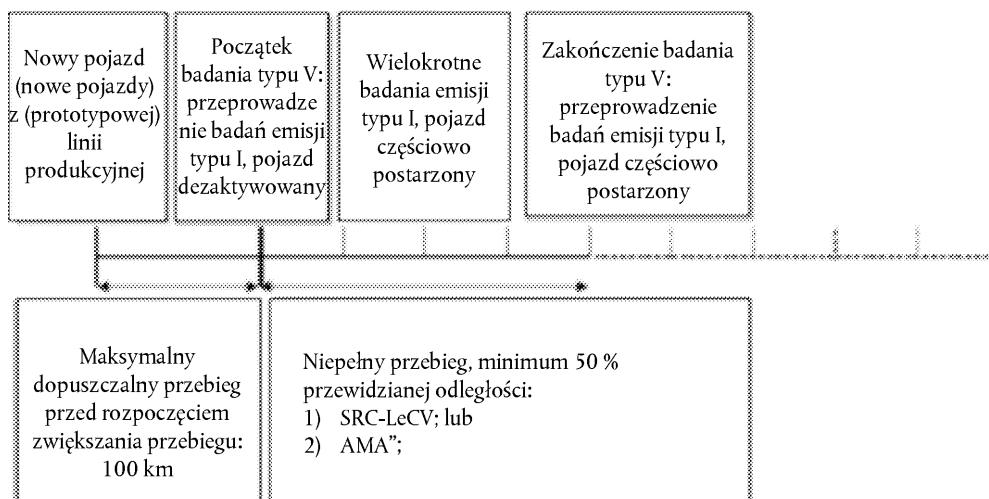 Nowy pojazd
(nowe pojazdy)
z (prototypowej)
linii
produkcyjnej
Początek
badania typu V:
przeprowadze
nie badań emisji
typu I, pojazd
dezaktywowany
Wielokrotne
badania emisji
typu I, pojazd
częściowo
postarzony
Zakończenie badania
typu V:
przeprowadzenie
badań emisji typu I,
pojazd częściowo
postarzony
Maksymalny
dopuszczalny przebieg
przed rozpoczęciem
zwiększania przebiegu:
100 km
Niepełny przebieg, minimum 50 %
przewidzianej odległości:
1) SRC-LeCV; lub
2) AMA”;